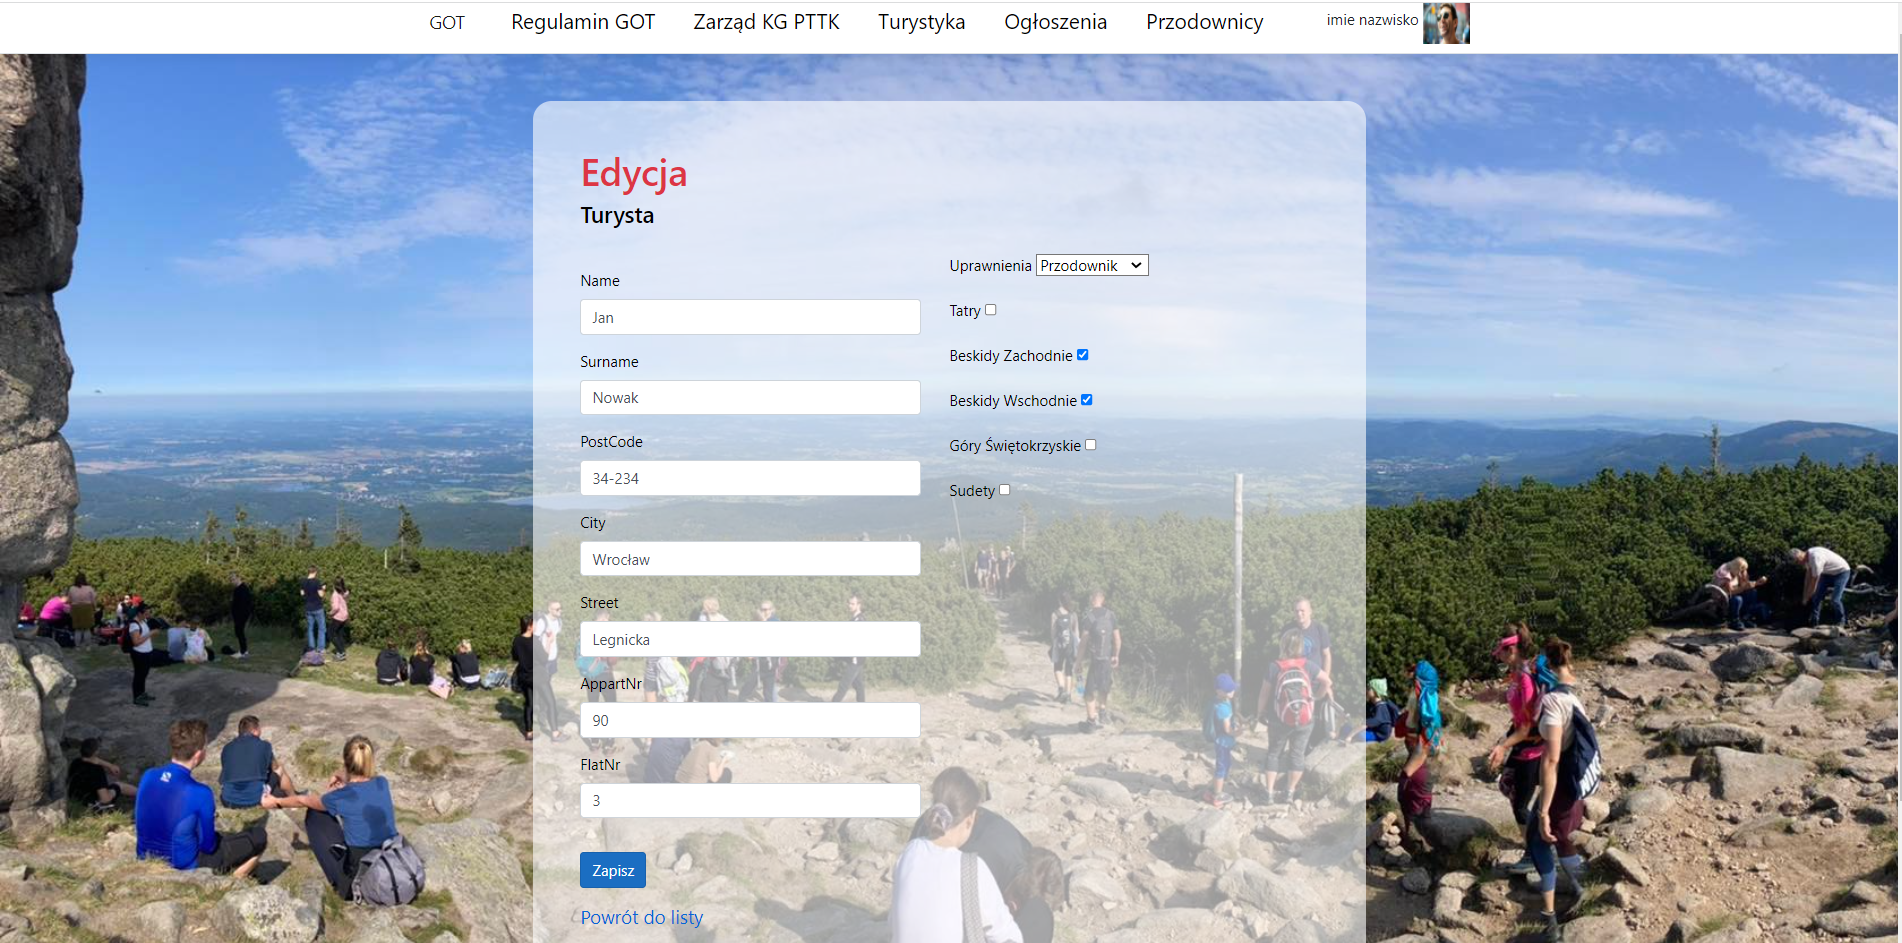 GOT Regulamin GOT Zarząd KG PTTK Turystyka Ogłoszenia Przodownicy imie nazwisko
Edycja
Turysta
Name
Jan
Surname
Nowak
PostCode
34-234
City
Wrocław
Street
Legnicka
AppartNr
90
FlatNr
3
Zapisz
Powrót do listy
Uprawnienia Przodownik
Tatry
Beskidy Zachodnie
Beskidy Wschodnie
Góry Świętokrzyskie
Sudety